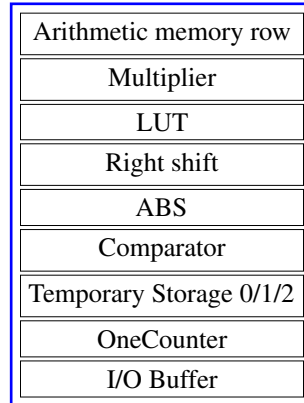 Arithmetic memory row
Multiplier
LUT
Right shift
ABS
Comparator
Temporary Storage 0/1/2
OneCounter
I/O Buffer